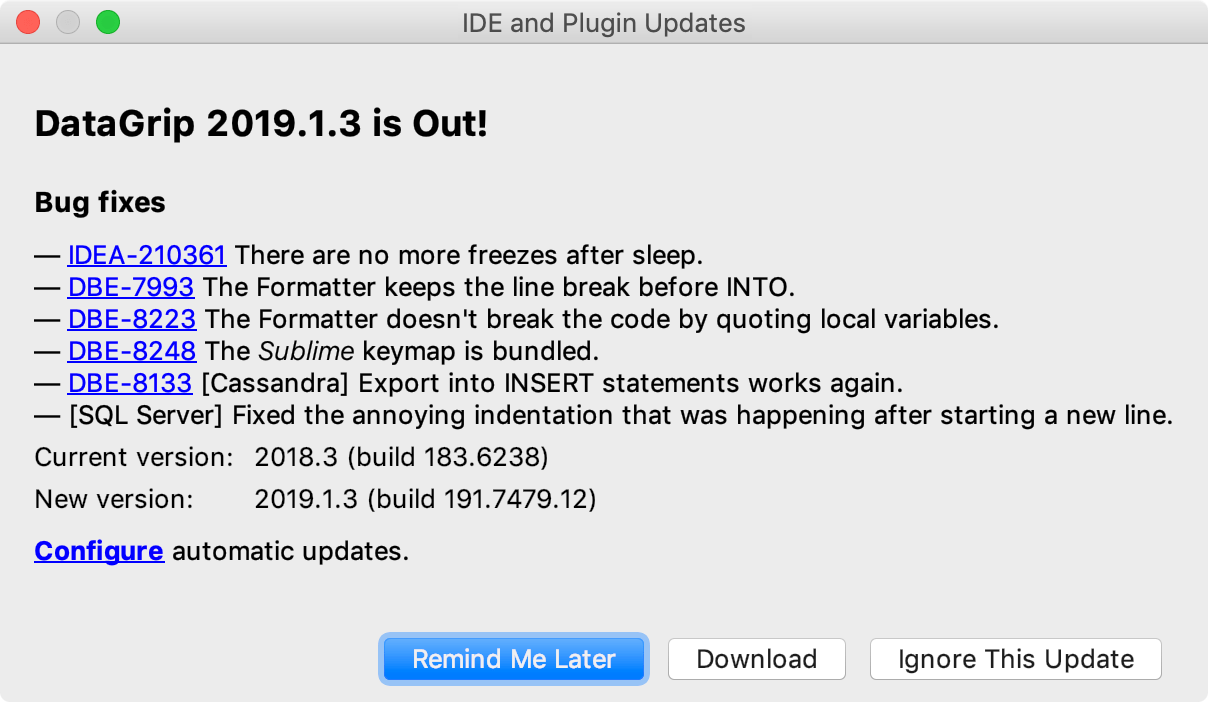 IDE and Plugin Updates
DataGrip 2019.1.3 is Out!
Bug fixes
— IDEA-210361 There are no more freezes after sleep.
— DBE-7993 The Formatter keeps the line break before INTO.
— DBE-8223 The Formatter doesn't break the code by quoting local variables.
— DBE-8248 The Sublime keymap is bundled.
— DBE-8133 [Cassandra] Export into INSERT statements works again.
— [SQL Server] Fixed the annoying indentation that was happening after starting a new line.
Current version: 2018.3 (build 183.6238)
New version: 2019.1.3 (build 191.7479.12)
Configure automatic updates.
Remind Me Later Download Ignore This Update